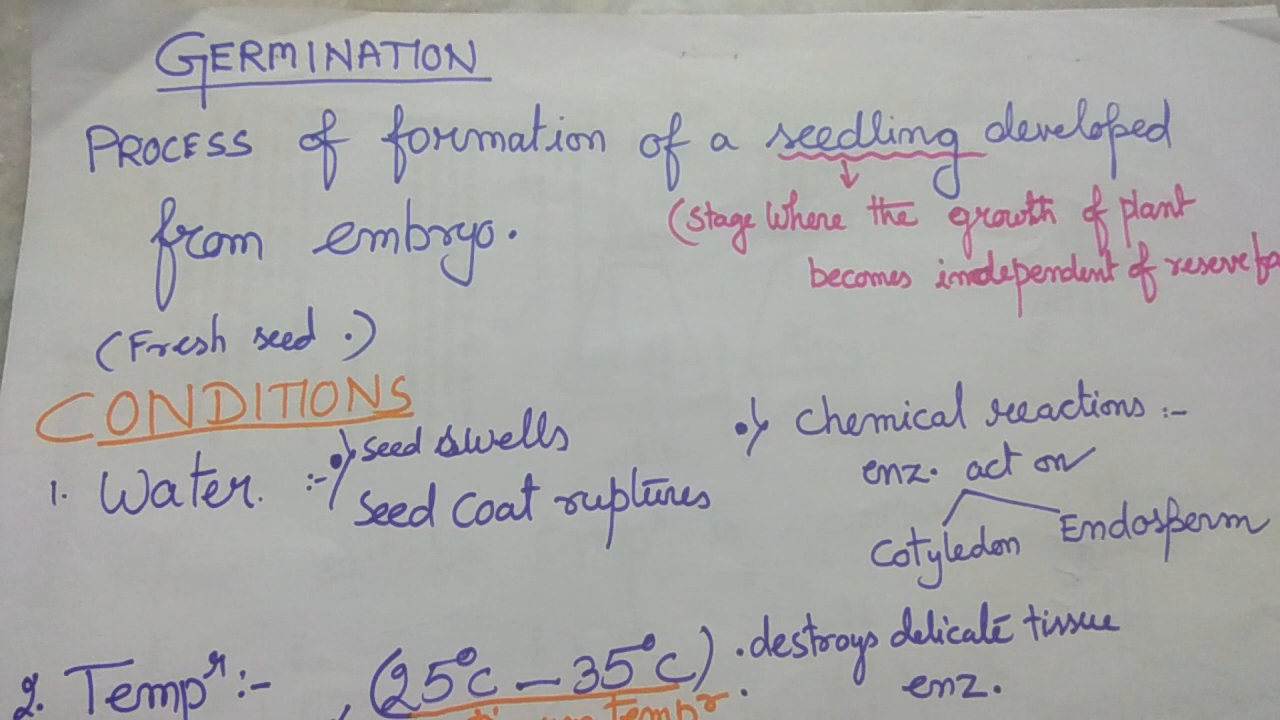 GERMINATION
PROCESS of formation of a seedling developed
from embryo.
(stage where the growth of plant
becomes independent of reserve
(Fresh seed.)
CONDITIONS
1. Water. :- •) seed swells
seed coat ruptures
•) Chemical reactions :-
enz. act on
Cotyledon Endosperm
2. Tempr :- (25°C - 35°C) . destroys delicate tissue
enz.
tempr